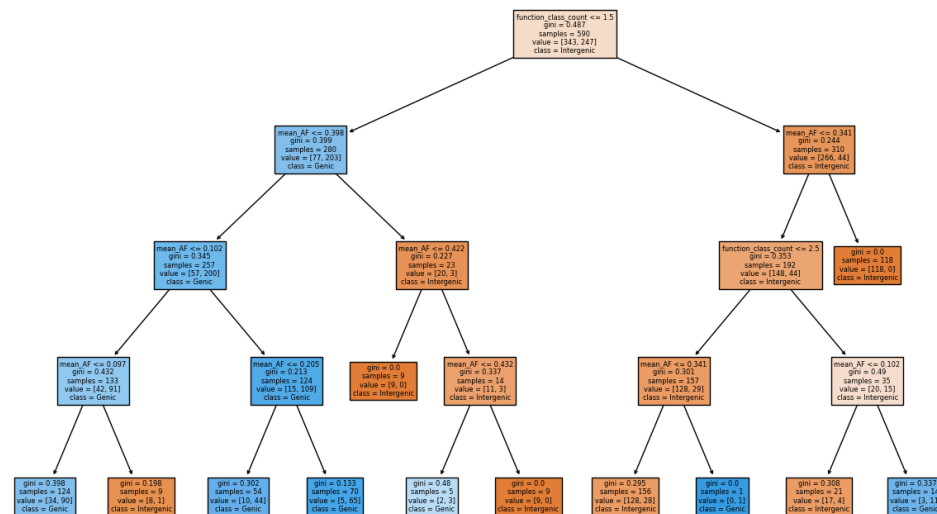 function_class_count <= 1.5
gini = 0.487
samples = 590
value = [343, 247]
class = Intergenic
mean_AF <= 0.398
gini = 0.399
samples = 280
value = [77, 203]
class = Genic
mean_AF <= 0.341
gini = 0.244
samples = 310
value = [266, 44]
class = Intergenic
mean_AF <= 0.102
gini = 0.345
samples = 257
value = [57, 200]
class = Genic
mean_AF <= 0.422
gini = 0.227
samples = 23
value = [20, 3]
class = Intergenic
function_class_count <= 2.5
gini = 0.353
samples = 192
value = [148, 44]
class = Intergenic
gini = 0.0
samples = 118
value = [118, 0]
class = Intergenic
mean_AF <= 0.097
gini = 0.432
samples = 133
value = [42, 91]
class = Genic
mean_AF <= 0.205
gini = 0.213
samples = 124
value = [15, 109]
class = Genic
gini = 0.0
samples = 9
value = [9, 0]
class = Intergenic
mean_AF <= 0.432
gini = 0.337
samples = 14
value = [11, 3]
class = Intergenic
mean_AF <= 0.341
gini = 0.301
samples = 157
value = [128, 29]
class = Intergenic
mean_AF <= 0.102
gini = 0.49
samples = 35
value = [20, 15]
class = Intergenic
gini = 0.398
samples = 124
value = [34, 90]
class = Genic
gini = 0.198
samples = 9
value = [8, 1]
class = Intergenic
gini = 0.302
samples = 54
value = [10, 44]
class = Genic
gini = 0.133
samples = 70
value = [5, 65]
class = Genic
gini = 0.48
samples = 5
value = [2, 3]
class = Genic
gini = 0.0
samples = 9
value = [9, 0]
class = Intergenic
gini = 0.295
samples = 156
value = [128, 28]
class = Intergenic
gini = 0.0
samples = 1
value = [0, 1]
class = Genic
gini = 0.308
samples = 21
value = [17, 4]
class = Intergenic
gini = 0.337
samples = 14
value = [3, 11
class = Genic